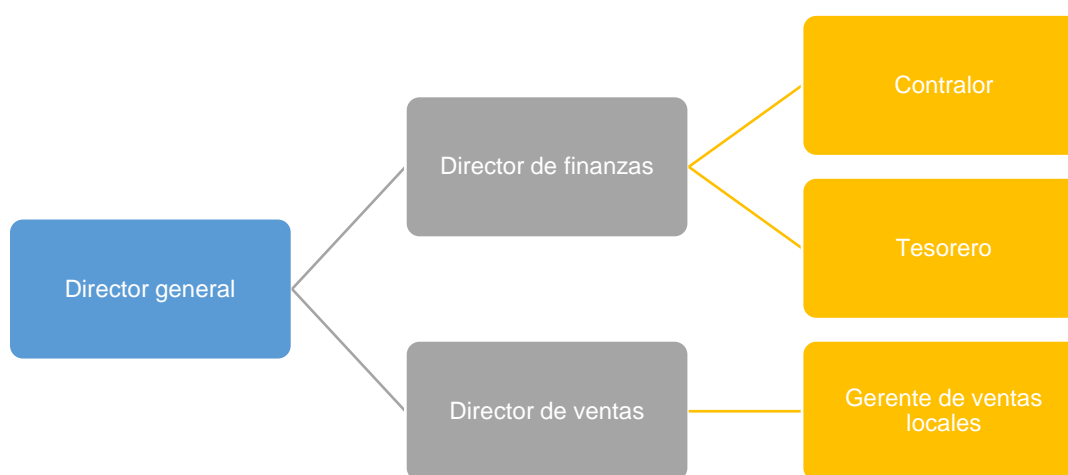 Contralor
Director de finanzas
Tesorero
Director general
Director de ventas
Gerente de ventas
locales